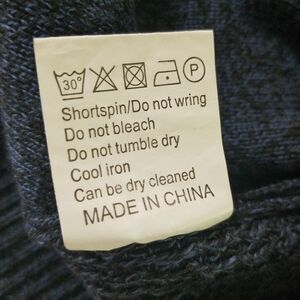 30° P
Shortspin/Do not wring
Do not bleach
Do not tumble dry
Cool iron
Can be dry cleaned
MADE IN CHINA